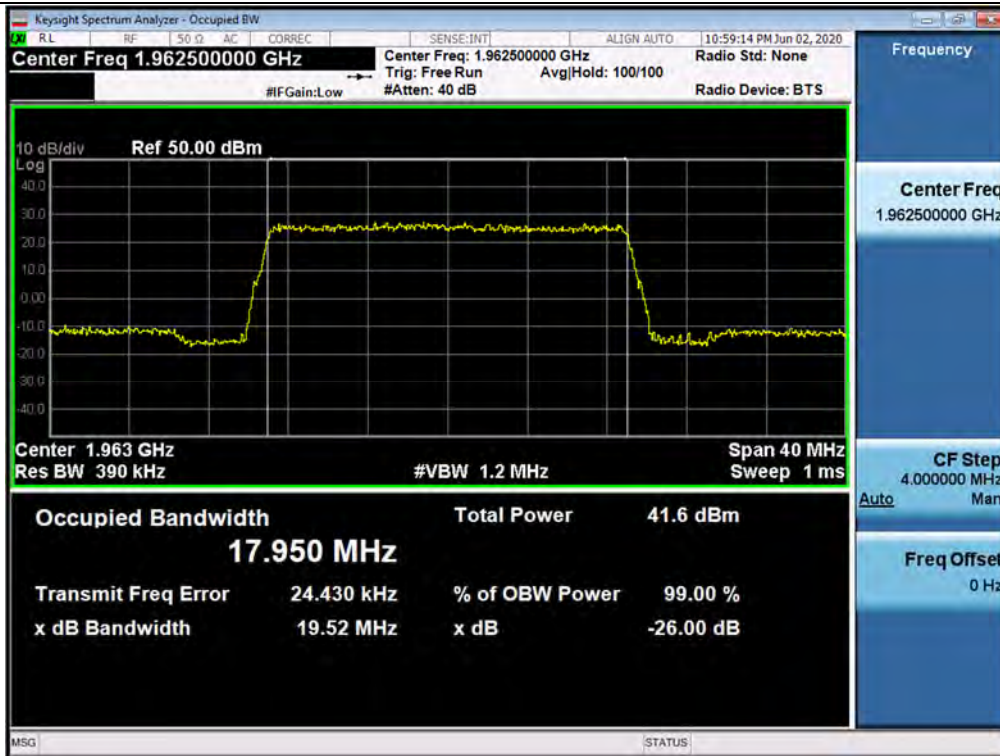 Keysight Spectrum Analyzer - Occupied BW
LXI RL RF 50 Ω AC CORREC SENSE:INT ALIGN AUTO 10:59:14 PM Jun 02, 2020
Center Freq 1.962500000 GHz
Center Freq: 1.962500000 GHz
Radio Std: None
Trig: Free Run Avg|Hold: 100/100
#IFGain:Low
#Atten: 40 dB
Radio Device: BTS
10 dB/div Ref 50.00 dBm
Log
40.0
30.0
20.0
10.0
0.00
-10.0
-20.0
-30.0
-40.0
Center 1.963 GHz
Span 40 MHz
Res BW 390 kHz
#VBW 1.2 MHz
Sweep 1 ms
Occupied Bandwidth
Total Power 41.6 dBm
17.950 MHz
Transmit Freq Error 24.430 kHz
% of OBW Power 99.00 %
x dB Bandwidth 19.52 MHz
x dB -26.00 dB
MSG
STATUS
Frequency
Center Freq
1.962500000 GHz
CF Step
4.000000 MHz
Auto Man
Freq Offset
0 Hz